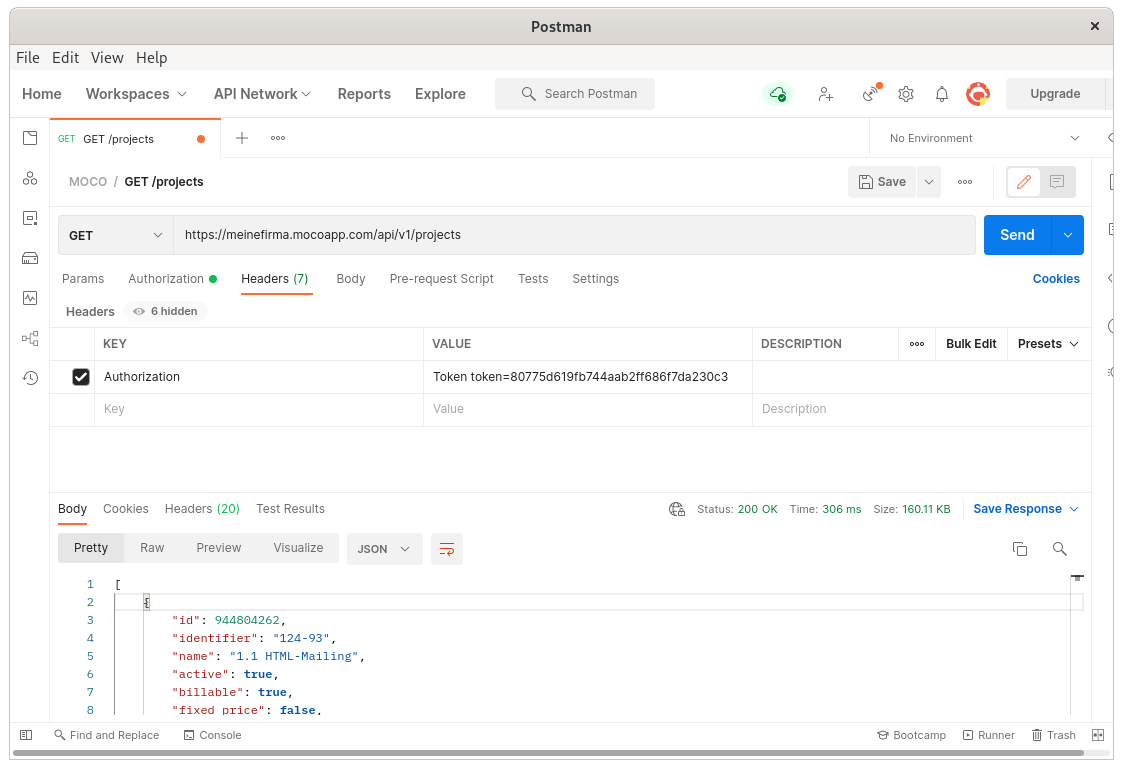 Postman
File Edit View Help
Home Workspaces API Network Reports Explore Search Postman Upgrade
GET GET /projects No Environment
MOCO / GET /projects Save
GET https://meinefirma.mocoapp.com/api/v1/projects Send
Params Authorization Headers (7) Body Pre-request Script Tests Settings Cookies
Headers 6 hidden
KEY VALUE DESCRIPTION Bulk Edit Presets
Authorization Token token=80775d619fb744aab2ff686f7da230c3
Key Value Description
Body Cookies Headers (20) Test Results Status: 200 OK Time: 306 ms Size: 160.11 KB Save Response
Pretty Raw Preview Visualize JSON
1 [
2 {
3 "id": 944804262,
4 "identifier": "124-93",
5 "name": "1.1 HTML-Mailing",
6 "active": true,
7 "billable": true,
8 "fixed_price": false,
Find and Replace Console Bootcamp Runner Trash